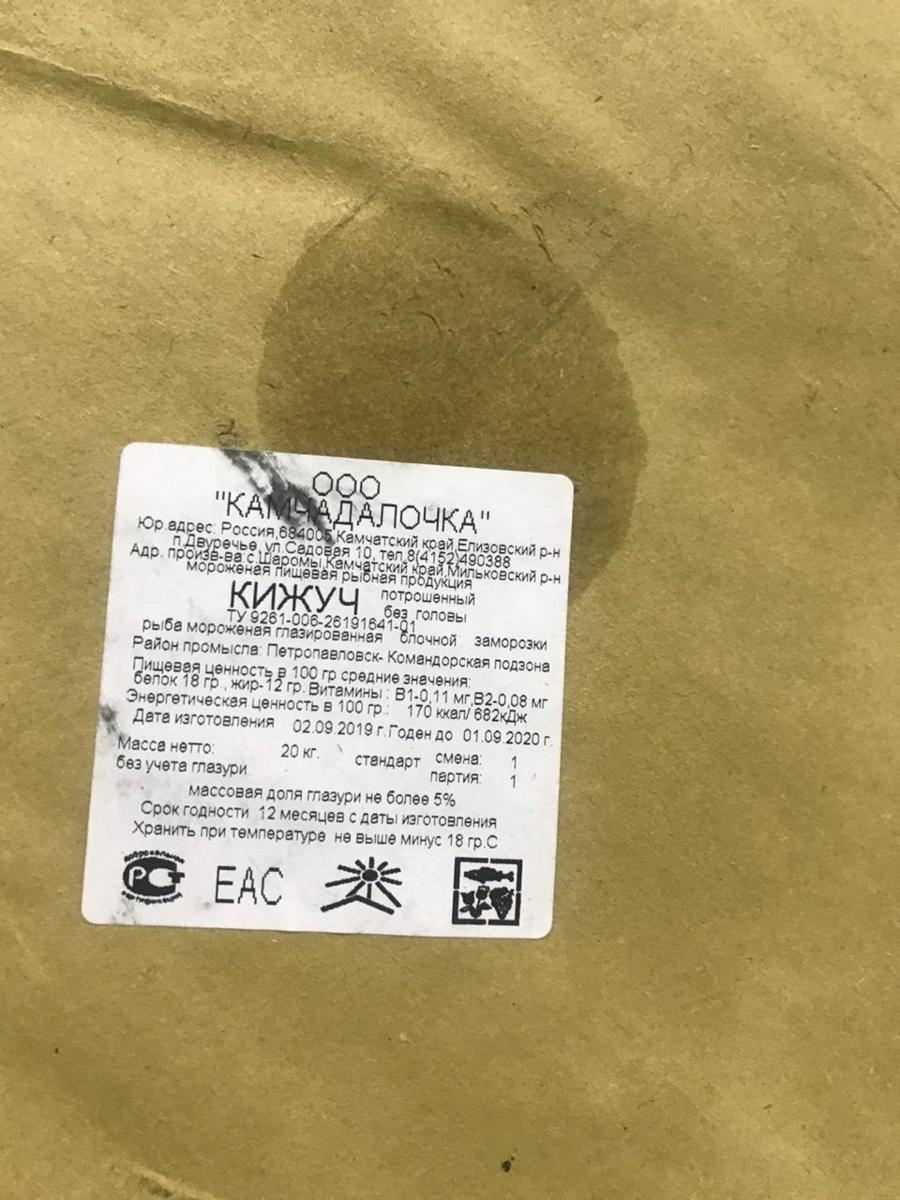 ООО
"КАМЧАДАЛОЧКА"
Юр.адрес: Россия,684005,Камчатский край,Елизовский р-н
п.Двуречье, ул.Садовая 10, тел.8(4152)490388
Адр. произв-ва с.Шаромы,Камчатский край,Мильковский р-н
мороженая пищевая рыбная продукция
КИЖУЧ потрошенный
без головы
ТУ 9261-006-26191641-01
рыба мороженая глазированная блочной заморозки
Район промысла: Петропавловск- Командорская подзона
Пищевая ценность в 100 гр средние значения:
белок 18 гр., жир-12 гр. Витамины : В1-0,11 мг,В2-0,08 мг
Энергетическая ценность в 100 гр.: 170 ккал/ 682кДж
Дата изготовления 02.09.2019 г.Годен до 01.09.2020 г.
Масса нетто: 20 кг. стандарт смена: 1
без учета глазури партия: 1
массовая доля глазури не более 5%
Срок годности 12 месяцев с даты изготовления
Хранить при температуре не выше минус 18 гр.С
РСТ ЕАС